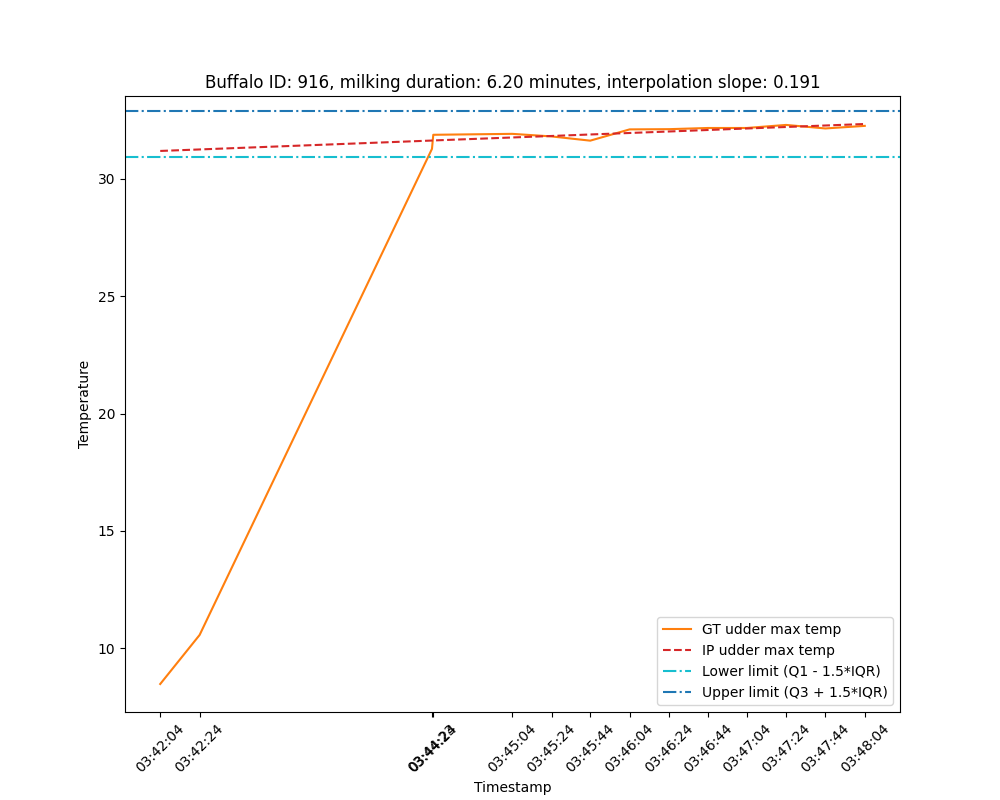 Buffalo ID: 916, milking duration: 6.20 minutes, interpolation slope: 0.191
30
25
20
15
10
Temperature
GT udder max temp
IP udder max temp
Lower limit (Q1 - 1.5*IQR)
Upper limit (Q3 + 1.5*IQR)
03:42:04
03:42:24
03:44:23
03:45:04
03:45:24
03:45:44
03:46:04
03:46:24
03:46:44
03:47:04
03:47:24
03:47:44
03:48:04
Timestamp